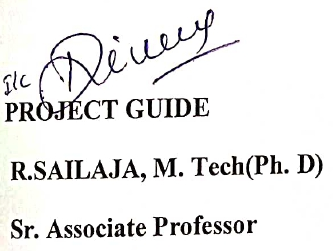 I/c
PROJECT GUIDE
R.SAILAJA, M. Tech(Ph. D)
Sr. Associate Professor